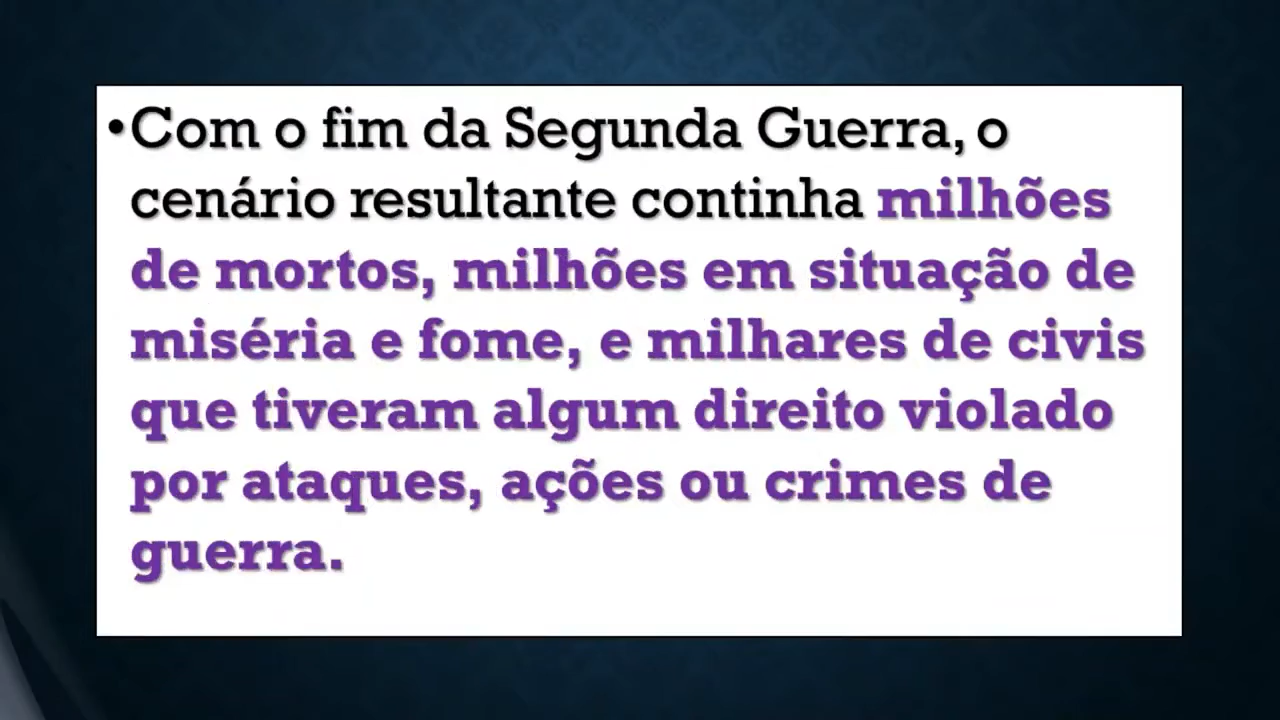 •Com o fim da Segunda Guerra, o
cenário resultante continha milhões
de mortos, milhões em situação de
miséria e fome, e milhares de civis
que tiveram algum direito violado
por ataques, ações ou crimes de
guerra.